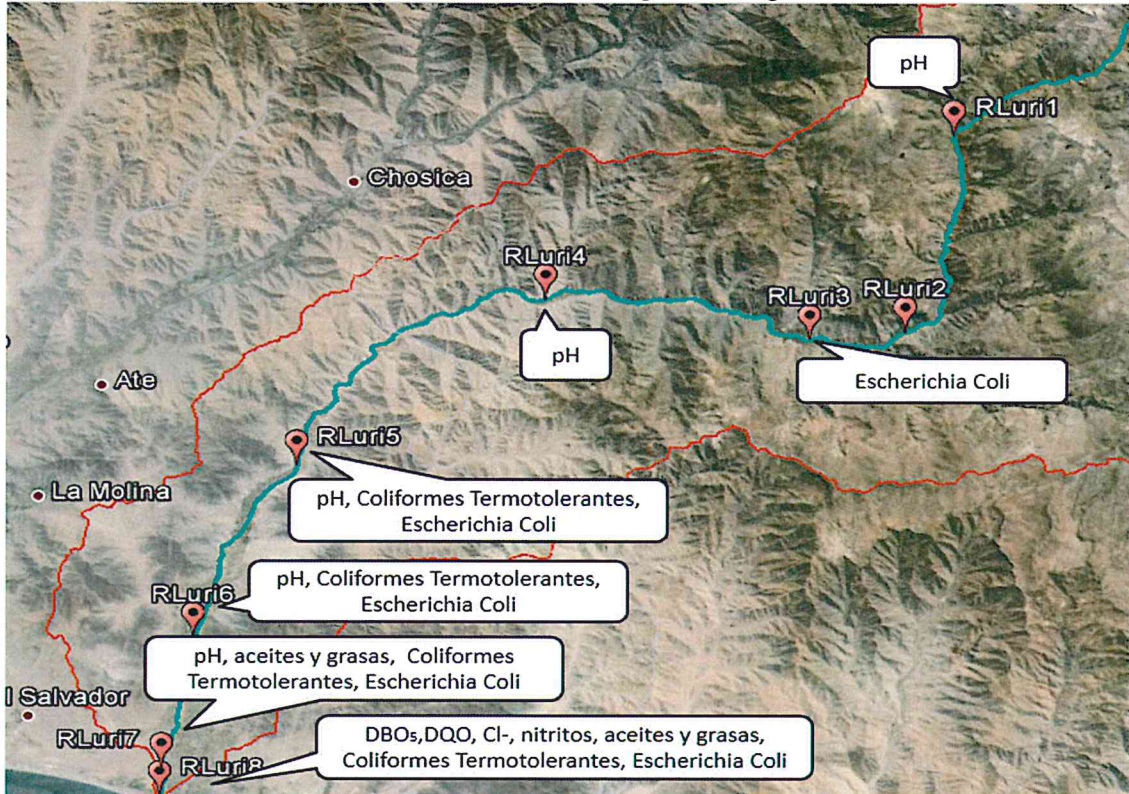 pH
RLuri1
Chosica
RLuri4
RLuri3
RLuri2
pH
Escherichia Coli
Ate
RLuri5
La Molina
pH, Coliformes Termotolerantes,
Escherichia Coli
RLuri6
pH, Coliformes Termotolerantes,
Escherichia Coli
pH, aceites y grasas, Coliformes
Termotolerantes, Escherichia Coli
l Salvador
RLuri7
RLuri8
DBO₅,DQO, Cl-, nitritos, aceites y grasas,
Coliformes Termotolerantes, Escherichia Coli